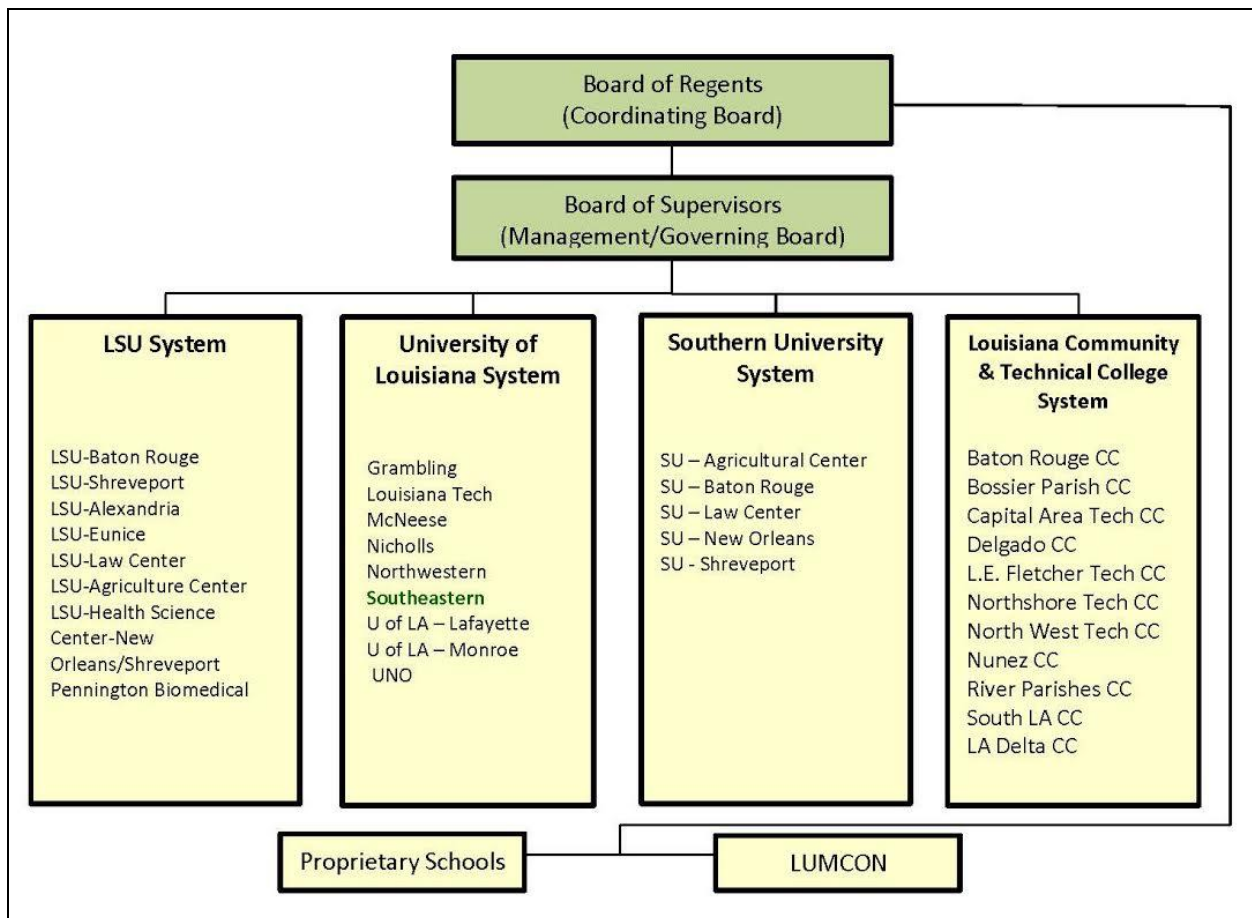 Board of Regents
(Coordinating Board)
Board of Supervisors
(Management/Governing Board)
LSU System
LSU-Baton Rouge
LSU-Shreveport
LSU-Alexandria
LSU-Eunice
LSU-Law Center
LSU-Agriculture Center
LSU-Health Science
Center-New
Orleans/Shreveport
Pennington Biomedical
University of
Louisiana System
Grambling
Louisiana Tech
McNeese
Nicholls
Northwestern
Southeastern
U of LA – Lafayette
U of LA – Monroe
UNO
Southern University
System
SU – Agricultural Center
SU – Baton Rouge
SU – Law Center
SU – New Orleans
SU - Shreveport
Louisiana Community
& Technical College
System
Baton Rouge CC
Bossier Parish CC
Capital Area Tech CC
Delgado CC
L.E. Fletcher Tech CC
Northshore Tech CC
North West Tech CC
Nunez CC
River Parishes CC
South LA CC
LA Delta CC
Proprietary Schools
LUMCON